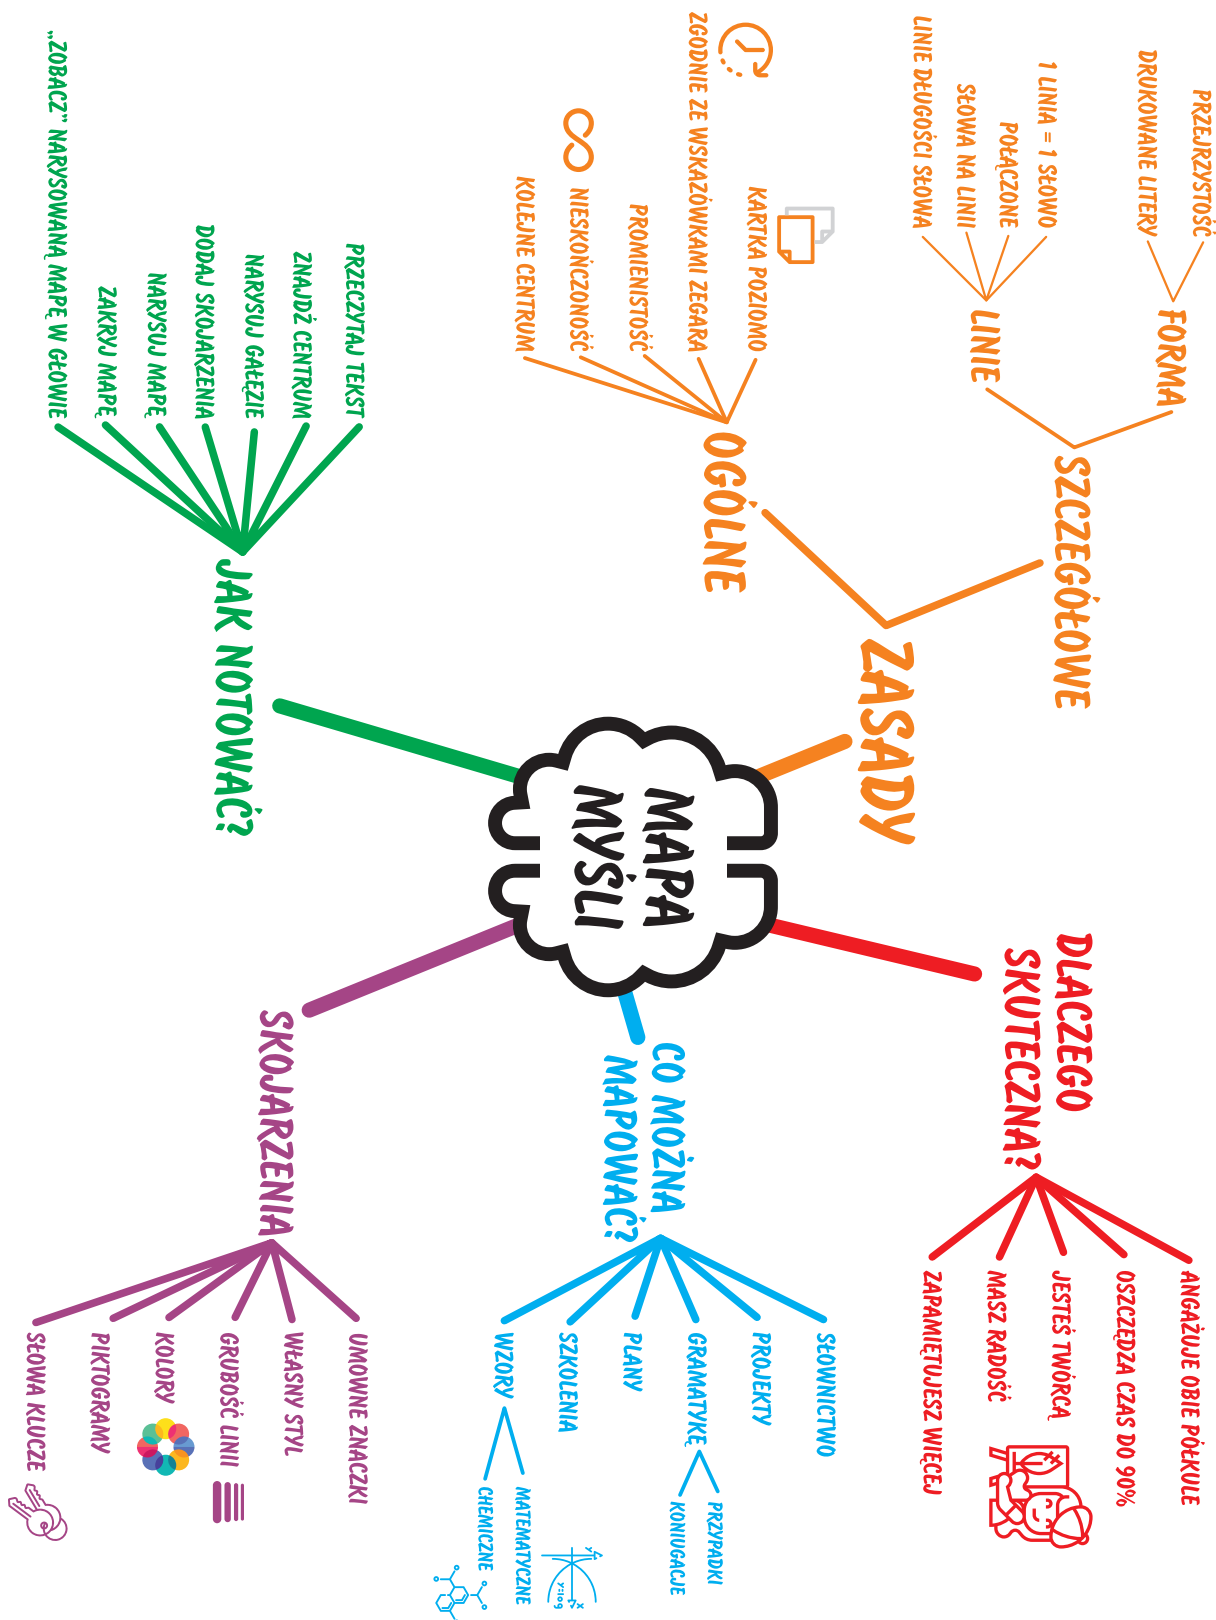 MAPA
MYŚLI
DLACZEGO
SKUTECZNA?
ANGAŻUJE OBIE PÓŁKULE
OSZCZĘDZA CZAS DO 90%
JESTEŚ TWÓRCĄ
MASZ RADOŚĆ
ZAPAMIĘTUJESZ WIĘCEJ
CO MOŻNA
MAPOWAĆ?
SŁOWNICTWO
PROJEKTY
GRAMATYKĘ
PRZYPADKI
KONIUGACJE
PLANY
SZKOLENIA
WZORY
MATEMATYCZNE
Y
X
Y=log
CHEMICZNE
SKOJARZENIA
UMOWNE ZNACZKI
WŁASNY STYL
GRUBOŚĆ LINII
KOLORY
PIKTOGRAMY
SŁOWA KLUCZE
JAK NOTOWAĆ?
PRZECZYTAJ TEKST
ZNAJDŹ CENTRUM
NARYSUJ GAŁĘZIE
DODAJ SKOJARZENIA
NARYSUJ MAPĘ
ZAKRYJ MAPĘ
„ZOBACZ” NARYSOWANĄ MAPĘ W GŁOWIE
ZASADY
SZCZEGÓŁOWE
FORMA
PRZEJRZYSTOŚĆ
DRUKOWANE LITERY
LINIE
1 LINIA = 1 SŁOWO
POŁĄCZONE
SŁOWA NA LINII
LINIE DŁUGOŚCI SŁOWA
OGÓLNE
KARTKA POZIOMO
ZGODNIE ZE WSKAZÓWKAMI ZEGARA
PROMIENISTOŚĆ
NIESKOŃCZONOŚĆ
KOLEJNE CENTRUM